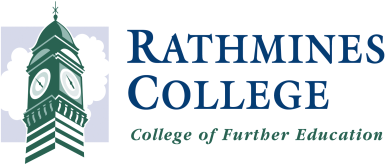 RATHMINES
COLLEGE
College of Further Education